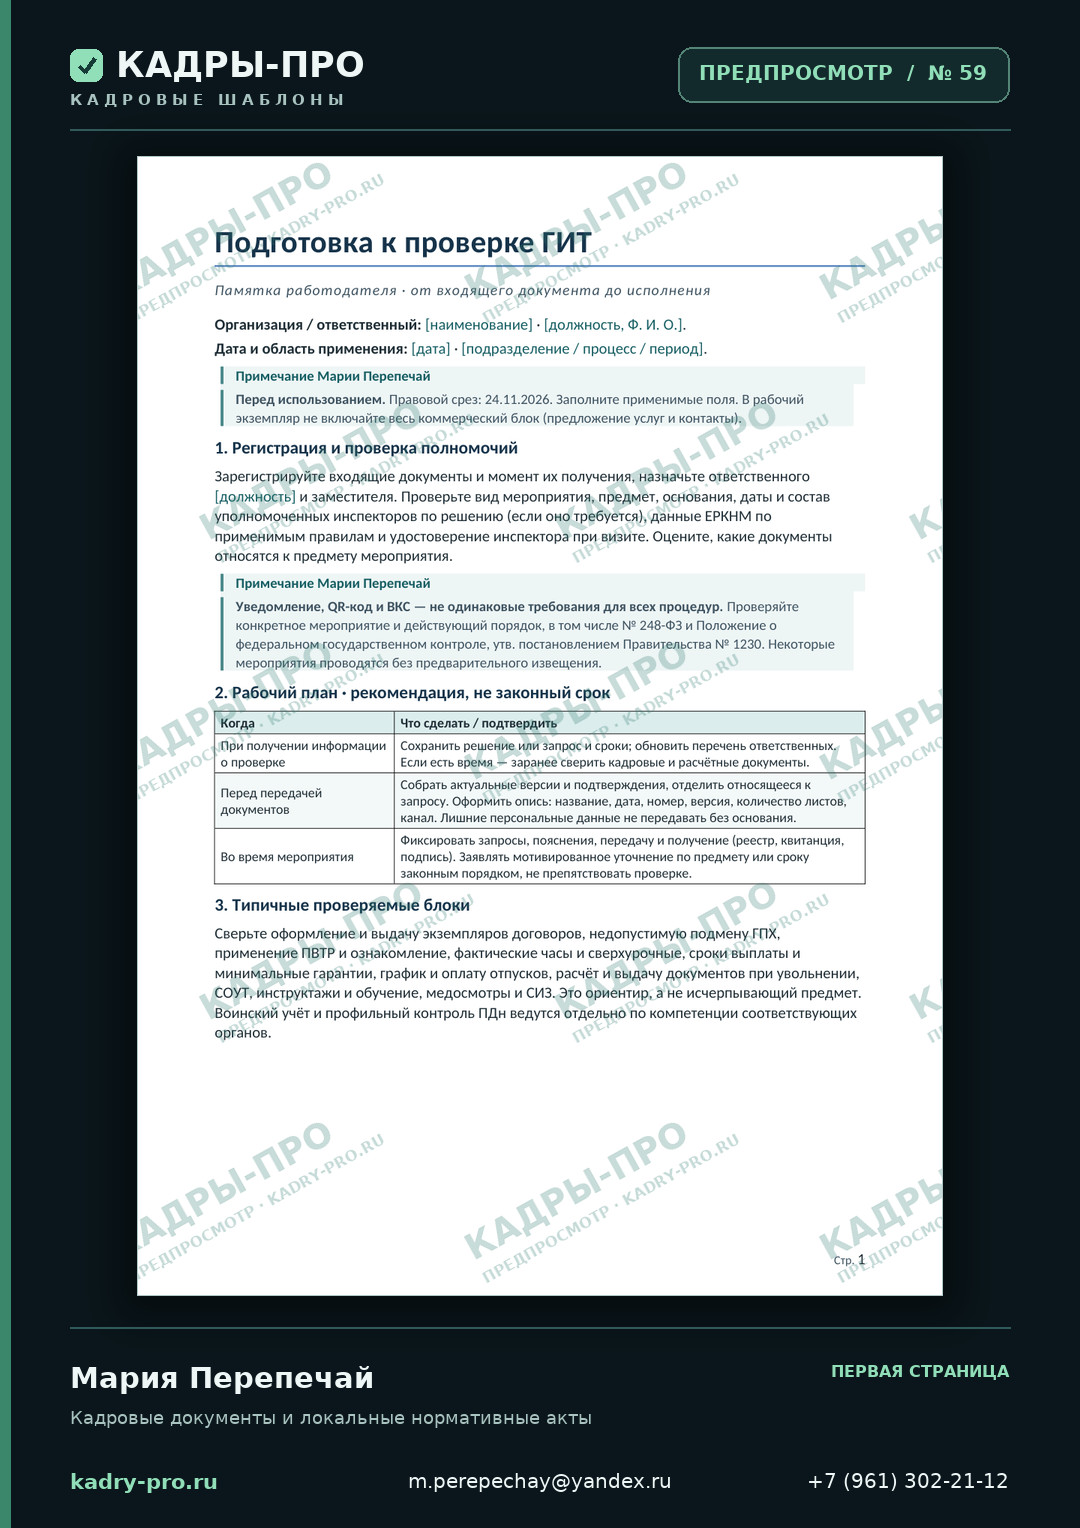 КАДРЫ-ПРО
КАДРОВЫЕ ШАБЛОНЫ
ПРЕДПРОСМОТР / № 59
Подготовка к проверке ГИТ
Памятка работодателя · от входящего документа до исполнения
Организация / ответственный: [наименование] · [должность, Ф. И. О.].
Дата и область применения: [дата] · [подразделение / процесс / период].
Примечание Марии Перепечай
Перед использованием. Правовой срез: 24.11.2026. Заполните применимые поля. В рабочий
экземпляр не включайте весь коммерческий блок (предложение услуг и контакты).
1. Регистрация и проверка полномочий
Зарегистрируйте входящие документы и момент их получения, назначьте ответственного
[должность] и заместителя. Проверьте вид мероприятия, предмет, основания, даты и состав
уполномоченных инспекторов по решению (если оно требуется), данные ЕРКНМ по
применимым правилам и удостоверение инспектора при визите. Оцените, какие документы
относятся к предмету мероприятия.
Примечание Марии Перепечай
Уведомление, QR-код и ВКС — не одинаковые требования для всех процедур. Проверяйте
конкретное мероприятие и действующий порядок, в том числе № 248-ФЗ и Положение о
федеральном государственном контроле, утв. постановлением Правительства № 1230. Некоторые
мероприятия проводятся без предварительного извещения.
2. Рабочий план · рекомендация, не законный срок
Когда
Что сделать / подтвердить
При получении информации
о проверке
Сохранить решение или запрос и сроки; обновить перечень ответственных.
Если есть время — заранее сверить кадровые и расчётные документы.
Перед передачей
документов
Собрать актуальные версии и подтверждения, отделить относящееся к
запросу. Оформить опись: название, дата, номер, версия, количество листов,
канал. Лишние персональные данные не передавать без основания.
Во время мероприятия
Фиксировать запросы, пояснения, передачу и получение (реестр, квитанция,
подпись). Заявлять мотивированное уточнение по предмету или сроку
законным порядком, не препятствовать проверке.
3. Типичные проверяемые блоки
Сверьте оформление и выдачу экземпляров договоров, недопустимую подмену ГПХ,
применение ПВТР и ознакомление, фактические часы и сверхурочные, сроки выплаты и
минимальные гарантии, график и оплату отпусков, расчёт и выдачу документов при увольнении,
СОУТ, инструктажи и обучение, медосмотры и СИЗ. Это ориентир, а не исчерпывающий предмет.
Воинский учёт и профильный контроль ПДн ведутся отдельно по компетенции соответствующих
органов.
Стр. 1
Мария Перепечай
ПЕРВАЯ СТРАНИЦА
Кадровые документы и локальные нормативные акты
kadry-pro.ru
m.perepechay@yandex.ru
+7 (961) 302-21-12